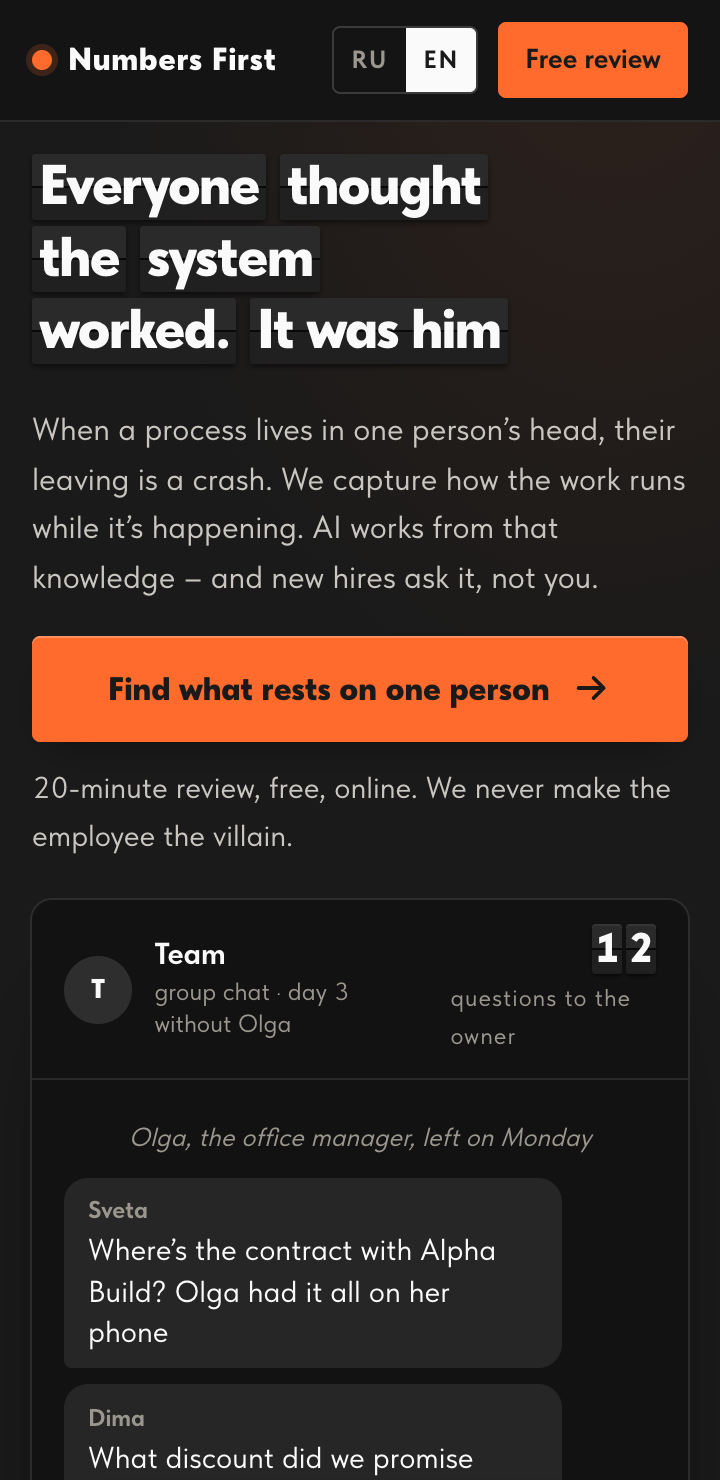 Numbers First
RU EN
Free review
Everyone thought
the system
worked. It was him
When a process lives in one person’s head, their
leaving is a crash. We capture how the work runs
while it’s happening. AI works from that
knowledge – and new hires ask it, not you.
Find what rests on one person →
20-minute review, free, online. We never make the
employee the villain.
T
Team
group chat · day 3
without Olga
12
questions to the
owner
Olga, the office manager, left on Monday
Sveta
Where’s the contract with Alpha
Build? Olga had it all on her
phone
Dima
What discount did we promise